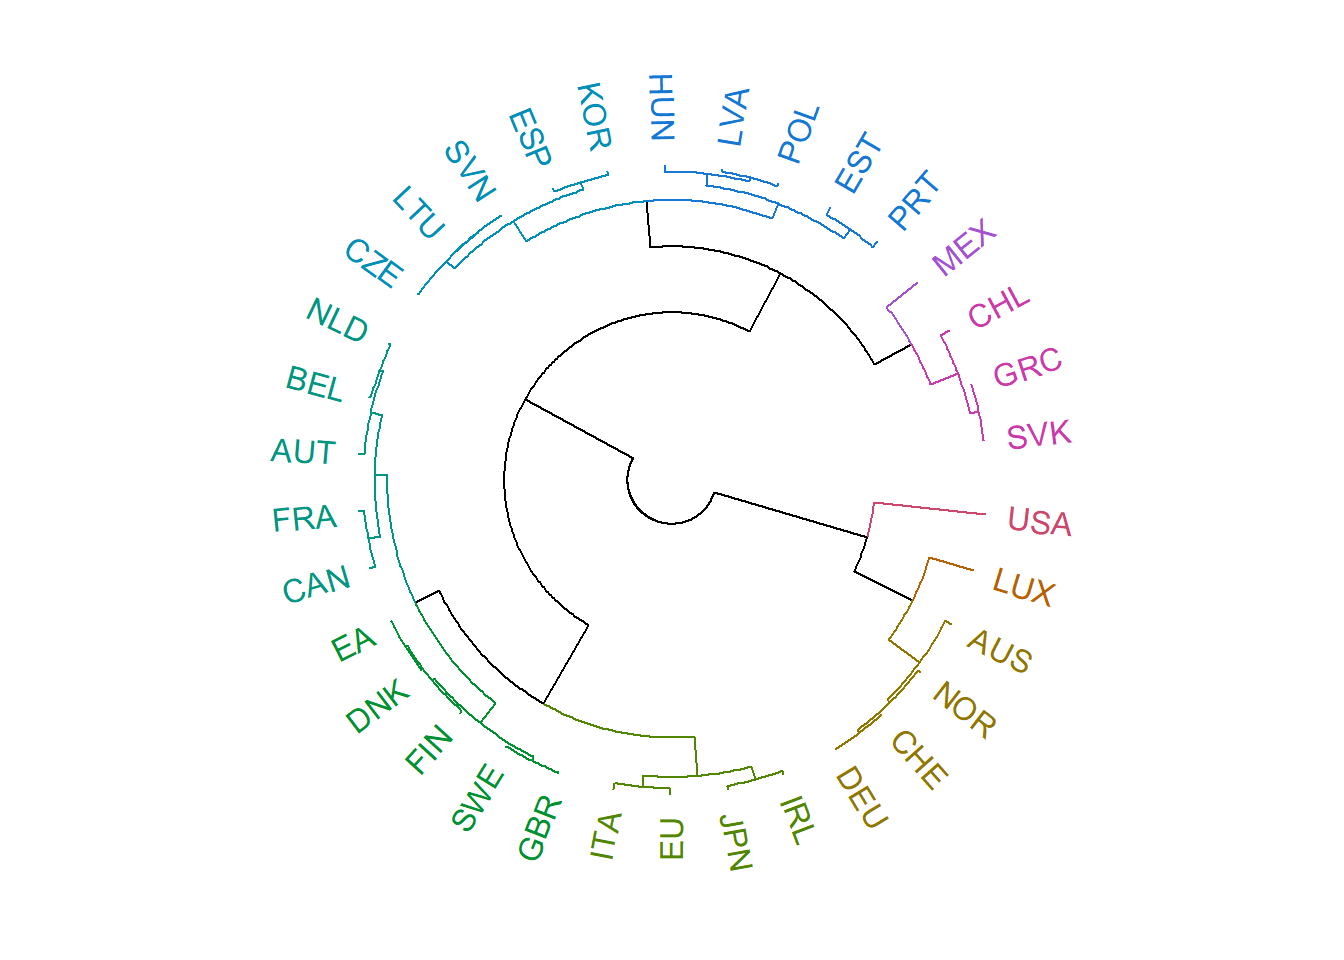 HUN
LVA
POL
EST
PRT
MEX
CHL
GRC
SVK
USA
LUX
AUS
NOR
CHE
DEU
IRL
JPN
EU
ITA
GBR
SWE
FIN
DNK
EA
CAN
FRA
AUT
BEL
NLD
CZE
LTU
SVN
ESP
KOR